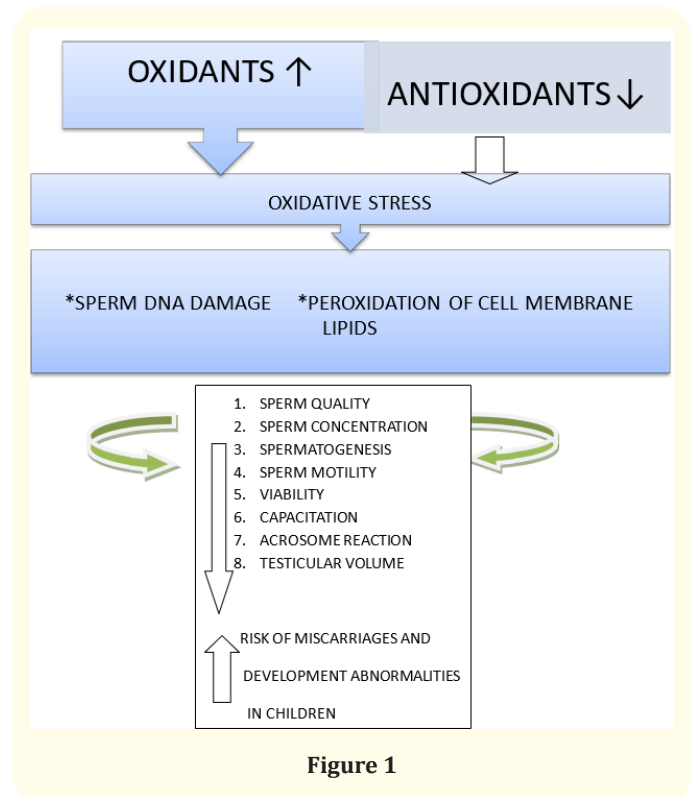 OXIDANTS ↑
ANTIOXIDANTS↓
OXIDATIVE STRESS
*SPERM DNA DAMAGE *PEROXIDATION OF CELL MEMBRANE
LIPIDS
1. SPERM QUALITY
2. SPERM CONCENTRATION
3. SPERMATOGENESIS
4. SPERM MOTILITY
5. VIABILITY
6. CAPACITATION
7. ACROSOME REACTION
8. TESTICULAR VOLUME
RISK OF MISCARRIAGES AND
DEVELOPMENT ABNORMALITIES
IN CHILDREN
Figure 1